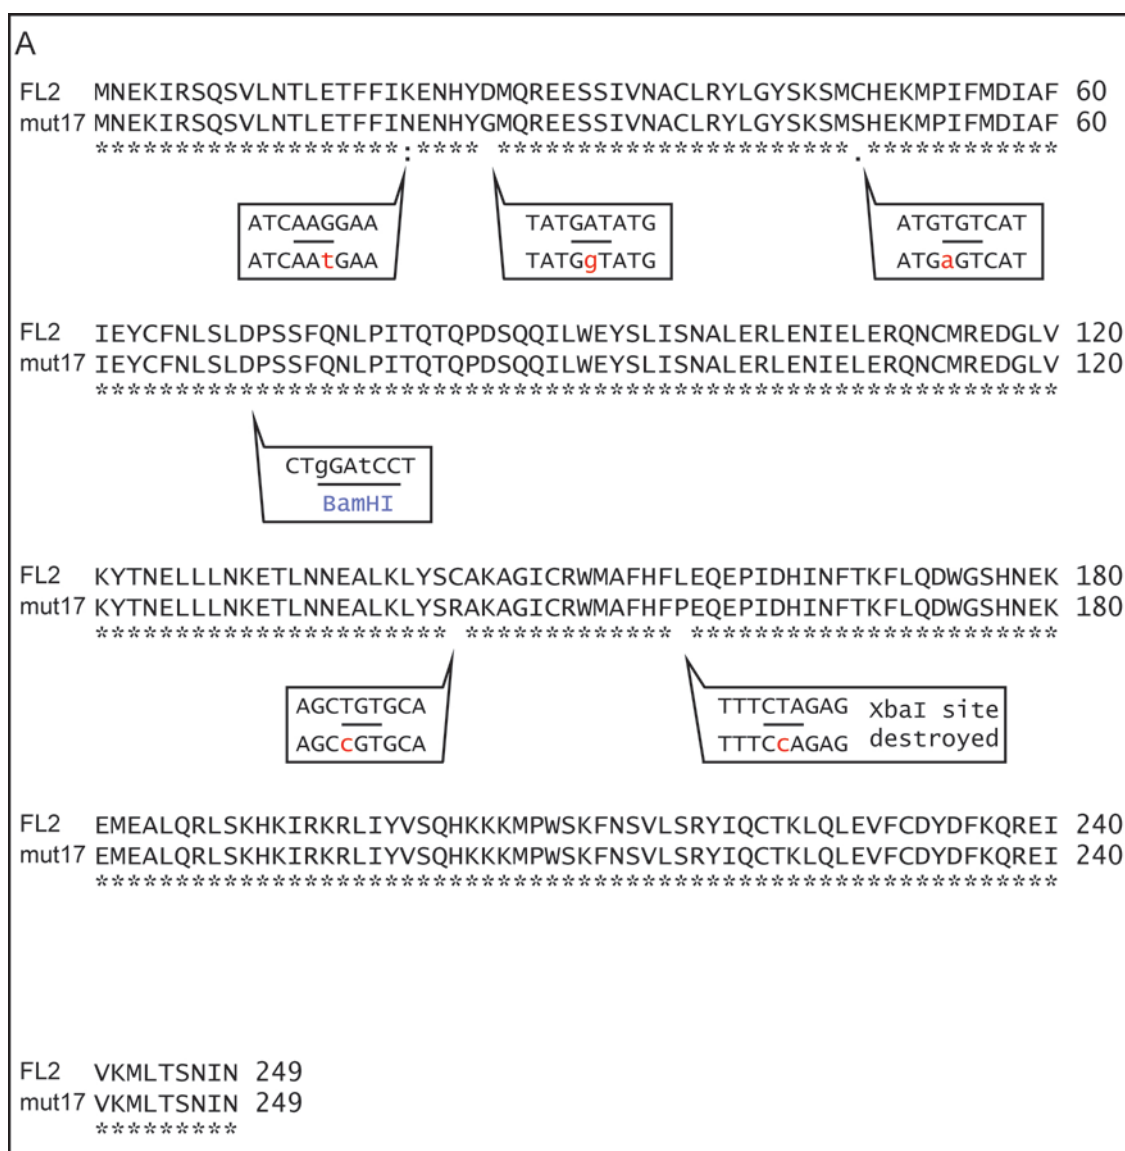 A
FL2 MNEKIRSQSVLNTLETFFIKENHYDMQREESSIVNACLRYLGYSKSMCHEKMPIFMDIAF 60
mut17 MNEKIRSQSVLNTLETFFINENHYGMQREESSIVNACLRYLGYSKSMSHEKMPIFMDIAF 60
*******************:**** **********************.************
ATCAAGGAA TATGATATG ATGTGTCAT
ATCAAtGAA TATGgTATG ATGaGTCAT
FL2 IEYCFNLSLDPSSFQNLPITQTQPDSQQILWEYSLISNALERLENIELERQNCMREDGLV 120
mut17 IEYCFNLSLDPSSFQNLPITQTQPDSQQILWEYSLISNALERLENIELERQNCMREDGLV 120
************************************************************
CTgGAtCCT
BamHI
FL2 KYTNELLLNKETLNNEALKLYSCAKAGICRWMAFHFLEQEPIDHINFTKFLQDWGSHNEK 180
mut17 KYTNELLLNKETLNNEALKLYSRAKAGICRWMAFHFPEQEPIDHINFTKFLQDWGSHNEK 180
********************** ************* ***********************
AGCTGTGCA TTTCTAGAG XbaI site
AGCcGTGCA TTTCcAGAG destroyed
FL2 EMEALQRLSKHKIRKRLIYVSQHKKKMPWSKFNSVLSRYIQCTKLQLEVFCDYDFKQREI 240
mut17 EMEALQRLSKHKIRKRLIYVSQHKKKMPWSKFNSVLSRYIQCTKLQLEVFCDYDFKQREI 240
************************************************************
FL2 VKMLTSNIN 249
mut17 VKMLTSNIN 249
*********